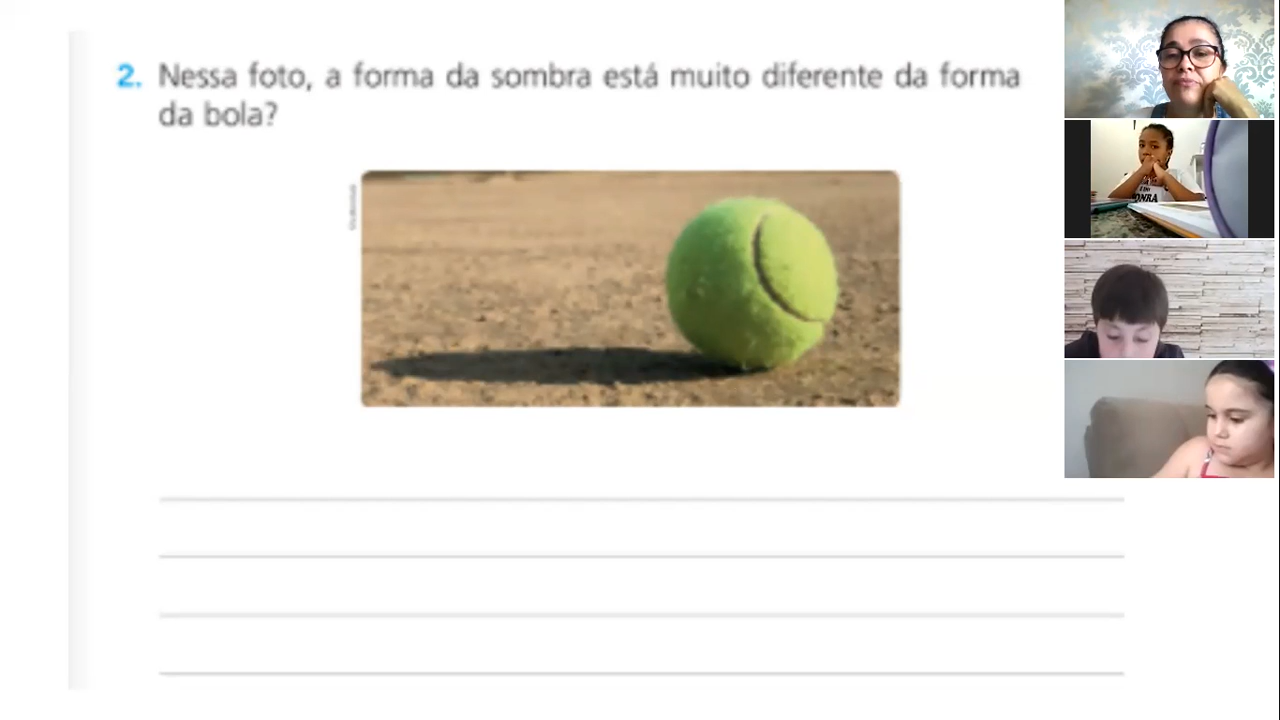 2. Nessa foto, a forma da sombra está muito diferente da forma
da bola?